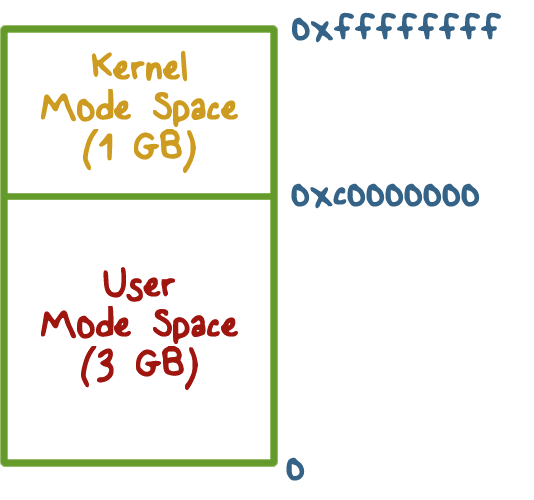 0xffffffff
Kernel
Mode Space
(1 GB)
0xc0000000
User
Mode Space
(3 GB)
0